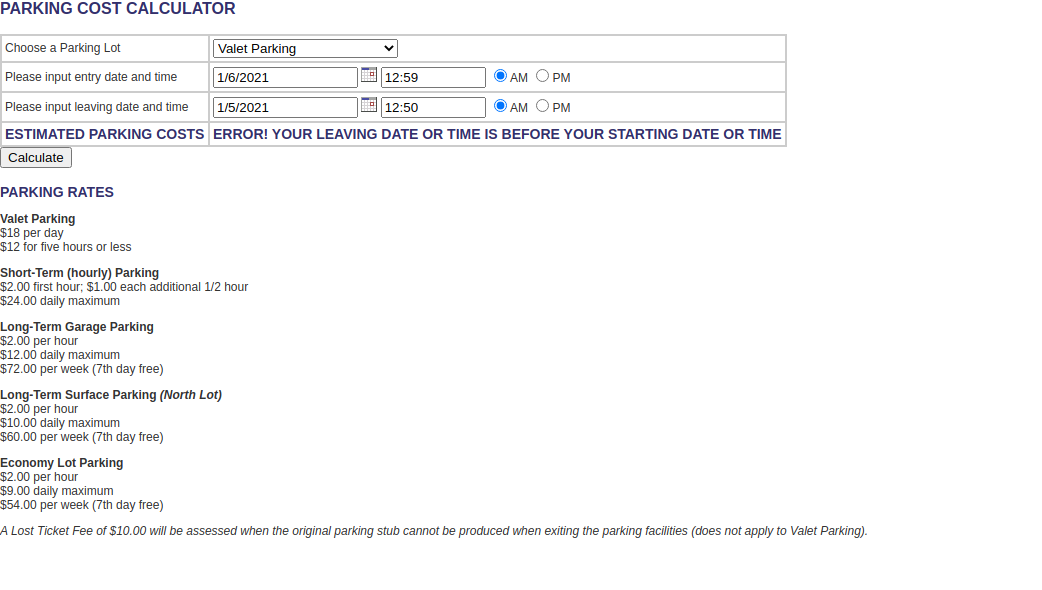 PARKING COST CALCULATOR
Choose a Parking Lot Valet Parking
Please input entry date and time 1/6/2021 12:59 AM PM
Please input leaving date and time 1/5/2021 12:50 AM PM
ESTIMATED PARKING COSTS ERROR! YOUR LEAVING DATE OR TIME IS BEFORE YOUR STARTING DATE OR TIME
Calculate
PARKING RATES
Valet Parking
$18 per day
$12 for five hours or less
Short-Term (hourly) Parking
$2.00 first hour; $1.00 each additional 1/2 hour
$24.00 daily maximum
Long-Term Garage Parking
$2.00 per hour
$12.00 daily maximum
$72.00 per week (7th day free)
Long-Term Surface Parking (North Lot)
$2.00 per hour
$10.00 daily maximum
$60.00 per week (7th day free)
Economy Lot Parking
$2.00 per hour
$9.00 daily maximum
$54.00 per week (7th day free)
A Lost Ticket Fee of $10.00 will be assessed when the original parking stub cannot be produced when exiting the parking facilities (does not apply to Valet Parking).